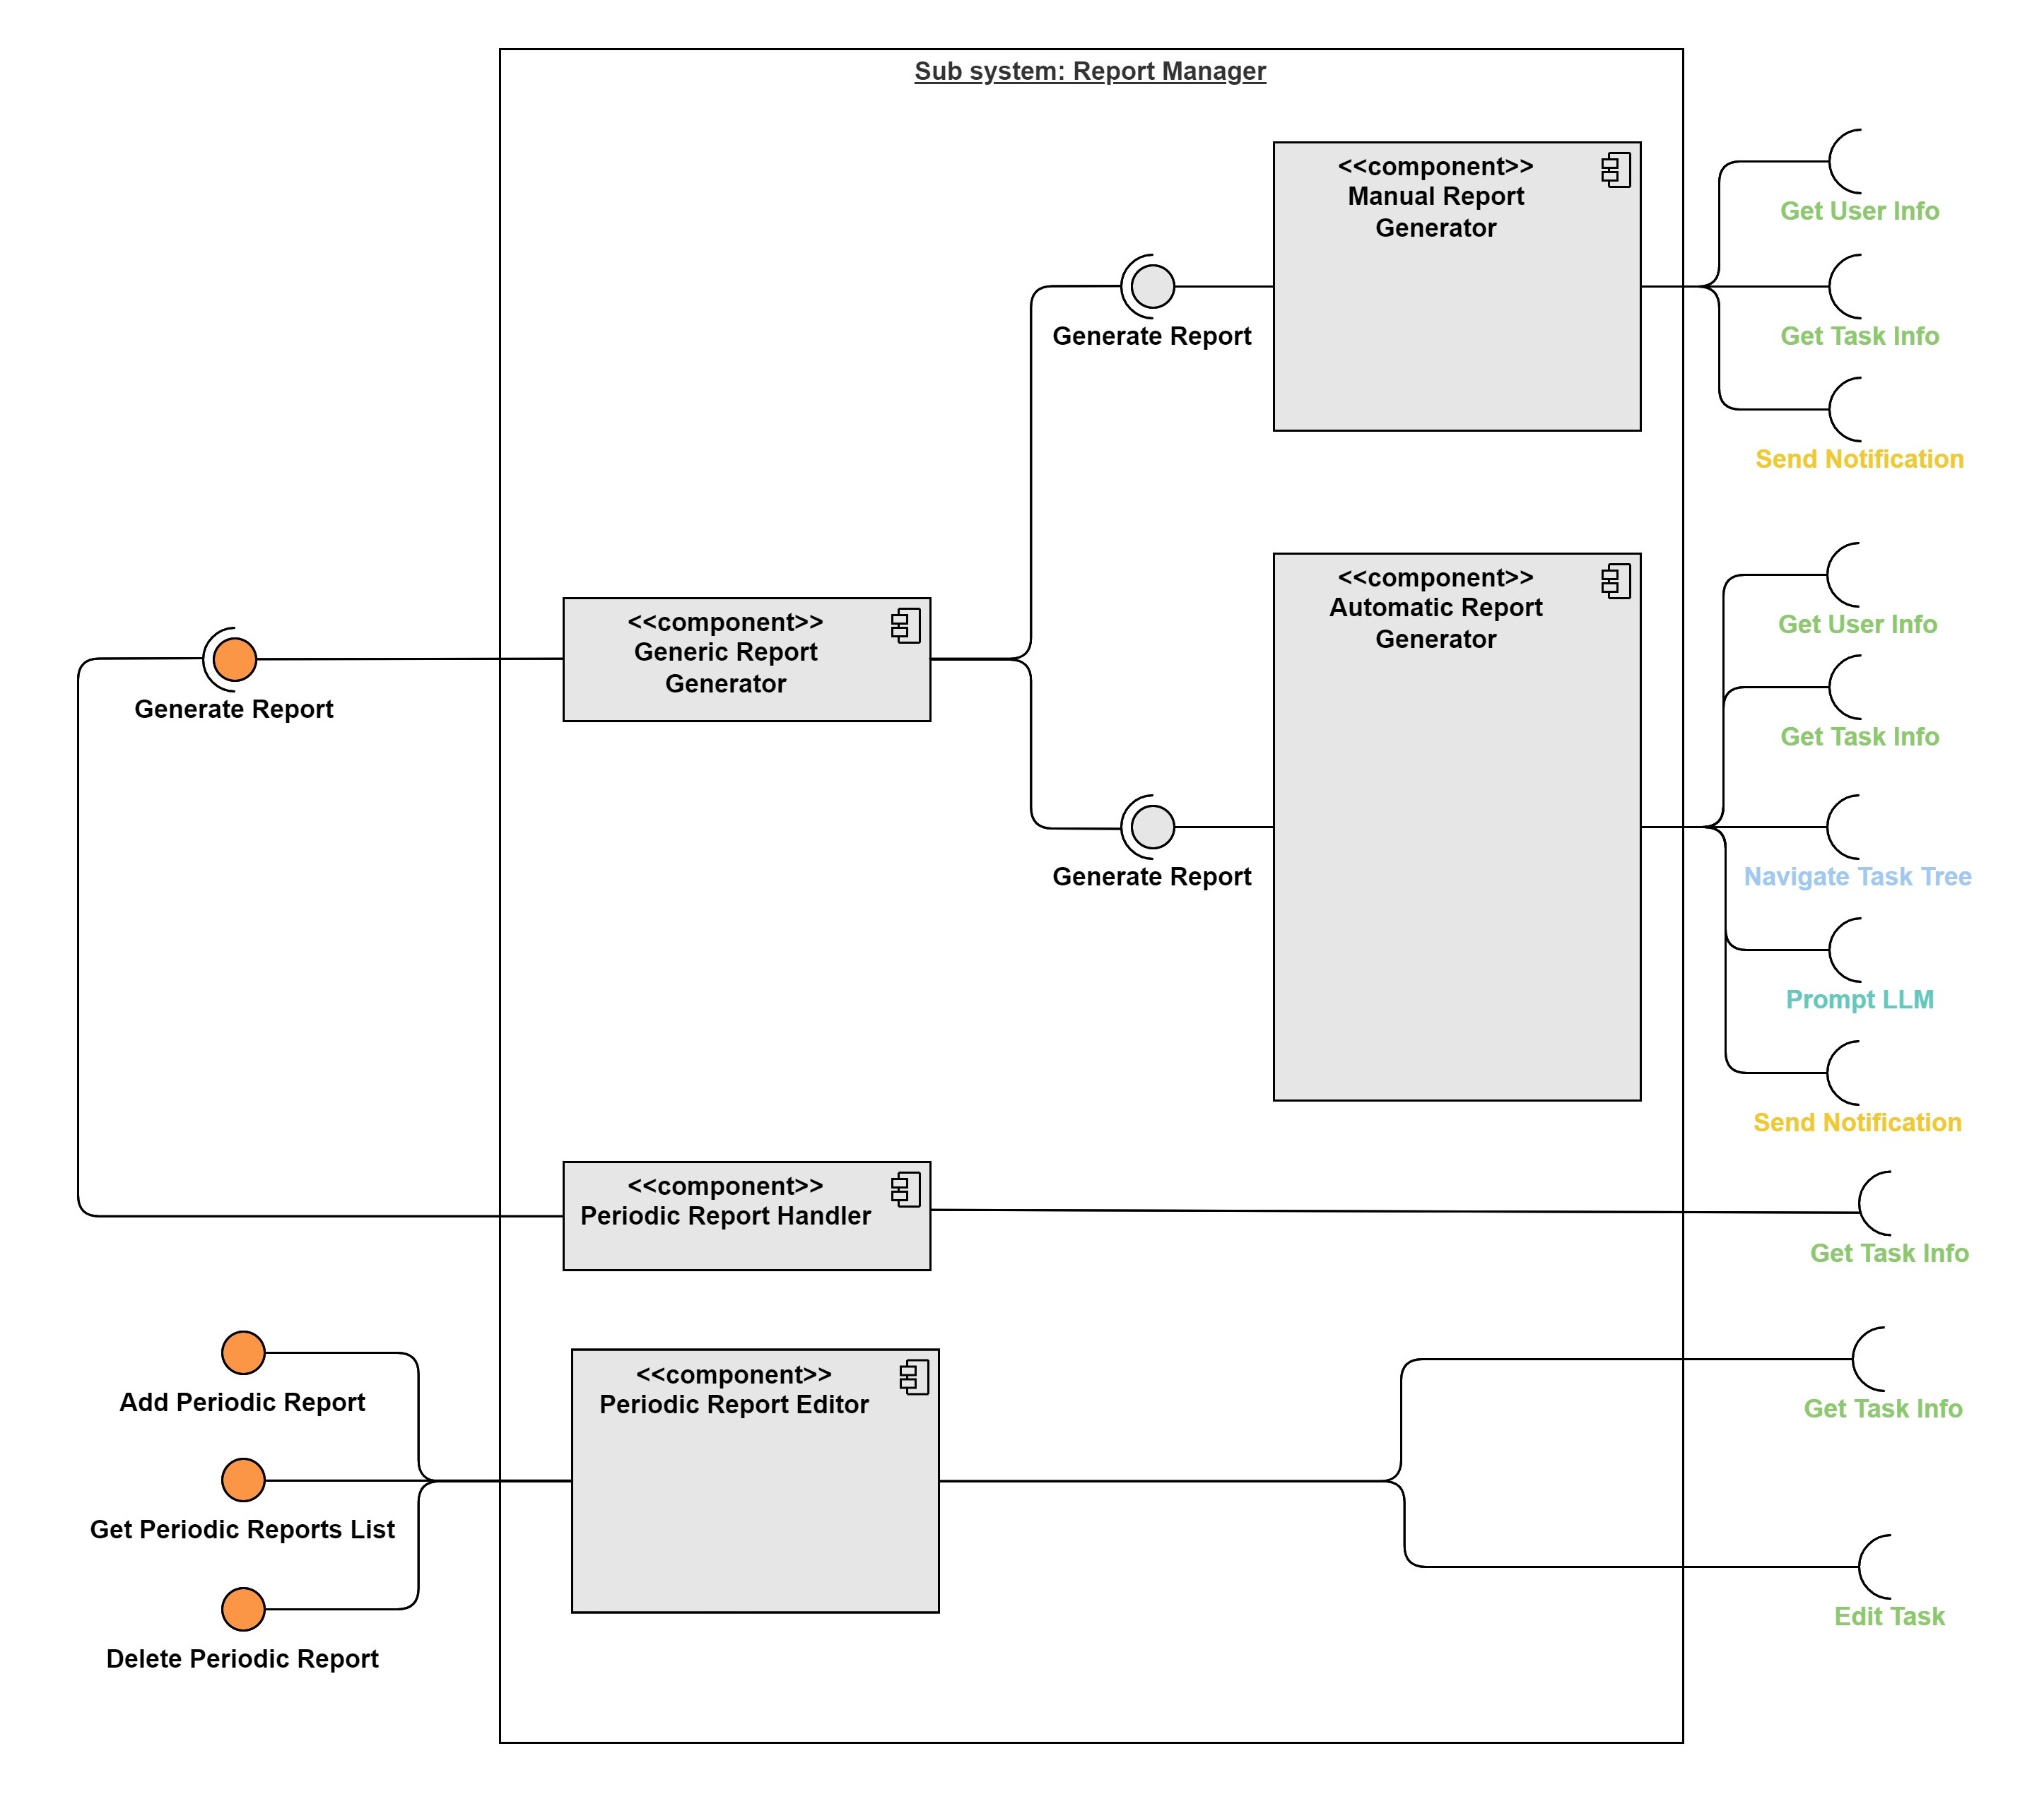 Sub system: Report Manager
<<component>>
Manual Report
Generator
Get User Info
Generate Report
Get Task Info
Send Notification
<<component>>
Automatic Report
Generator
Get User Info
<<component>>
Generic Report
Generator
Generate Report
Get Task Info
Generate Report
Navigate Task Tree
Prompt LLM
Send Notification
<<component>>
Periodic Report Handler
Get Task Info
Add Periodic Report
<<component>>
Periodic Report Editor
Get Task Info
Get Periodic Reports List
Edit Task
Delete Periodic Report